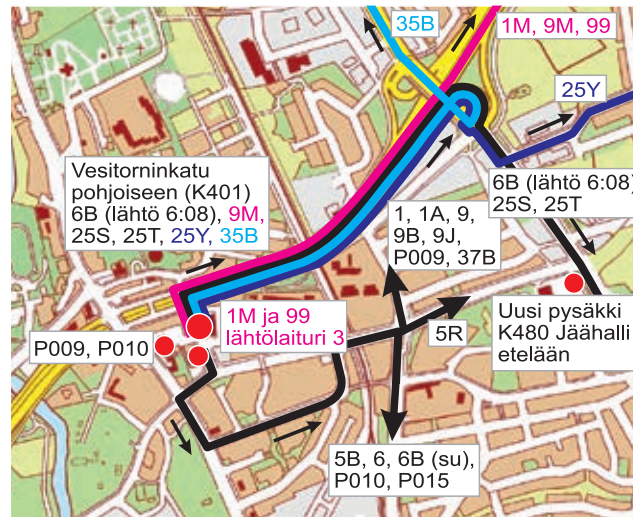 35B
1M, 9M, 99
25Y
Vesitorninkatu
pohjoiseen (K401)
6B (lähtö 6:08), 9M,
25S, 25T, 25Y, 35B
6B (lähtö 6:08)
25S, 25T
1, 1A, 9,
9B, 9J,
P009, 37B
1M ja 99
lähtölaituri 3
P009, P010
5R
Uusi pysäkki
K480 Jäähalli
etelään
5B, 6, 6B (su),
P010, P015